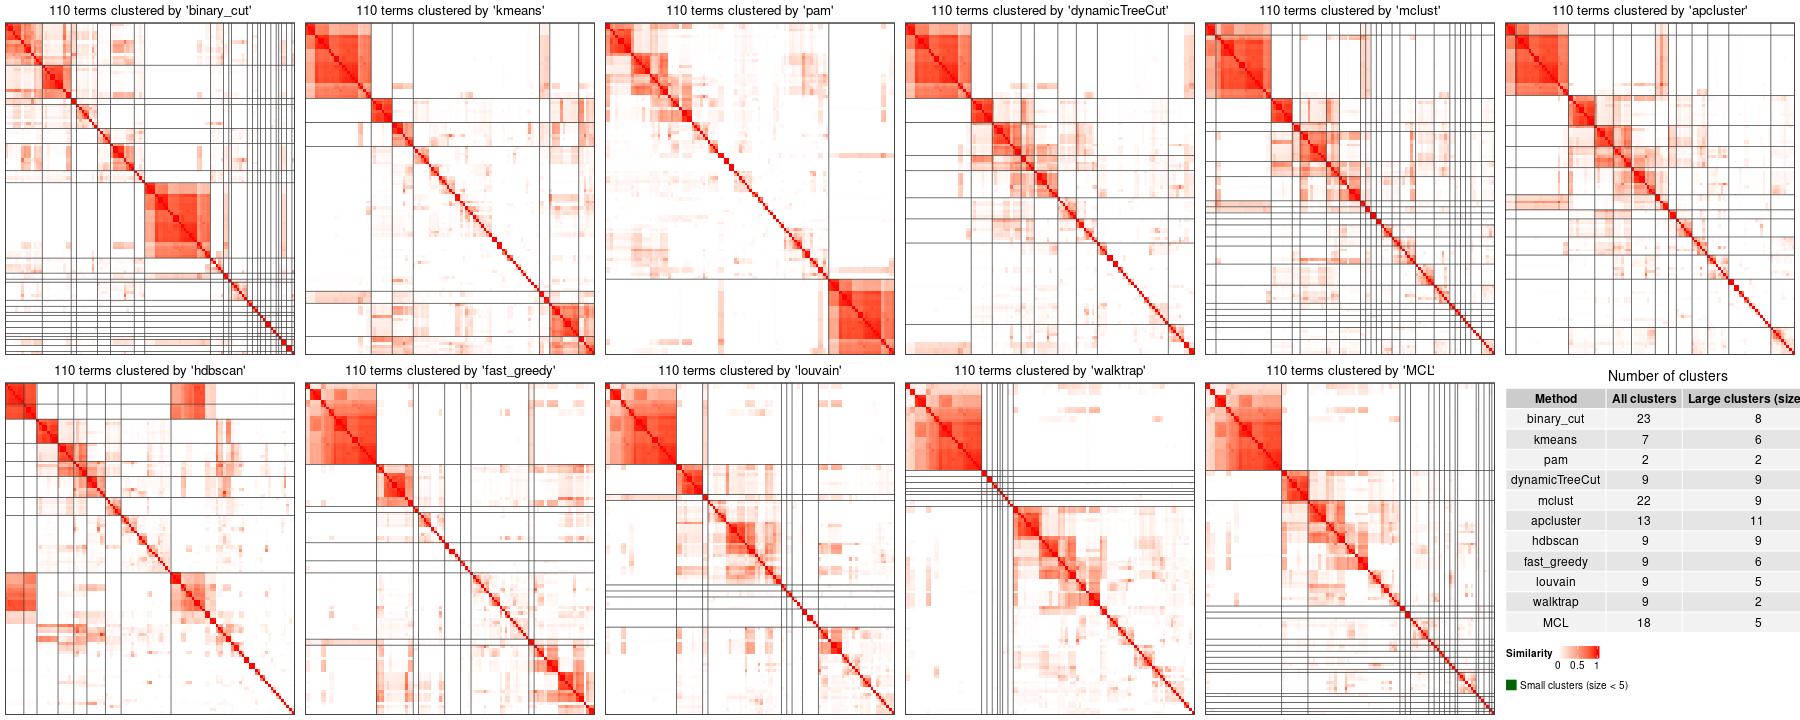 110 terms clustered by 'binary_cut'
110 terms clustered by 'kmeans'
110 terms clustered by 'pam'
110 terms clustered by 'dynamicTreeCut'
110 terms clustered by 'mclust'
110 terms clustered by 'apcluster'
110 terms clustered by 'hdbscan'
110 terms clustered by 'fast_greedy'
110 terms clustered by 'louvain'
110 terms clustered by 'walktrap'
110 terms clustered by 'MCL'
Number of clusters
Method All clusters Large clusters (size
binary_cut 23 8
kmeans 7 6
pam 2 2
dynamicTreeCut 9 9
mclust 22 9
apcluster 13 11
hdbscan 9 9
fast_greedy 9 6
louvain 9 5
walktrap 9 2
MCL 18 5
Similarity
0 0.5 1
Small clusters (size < 5)